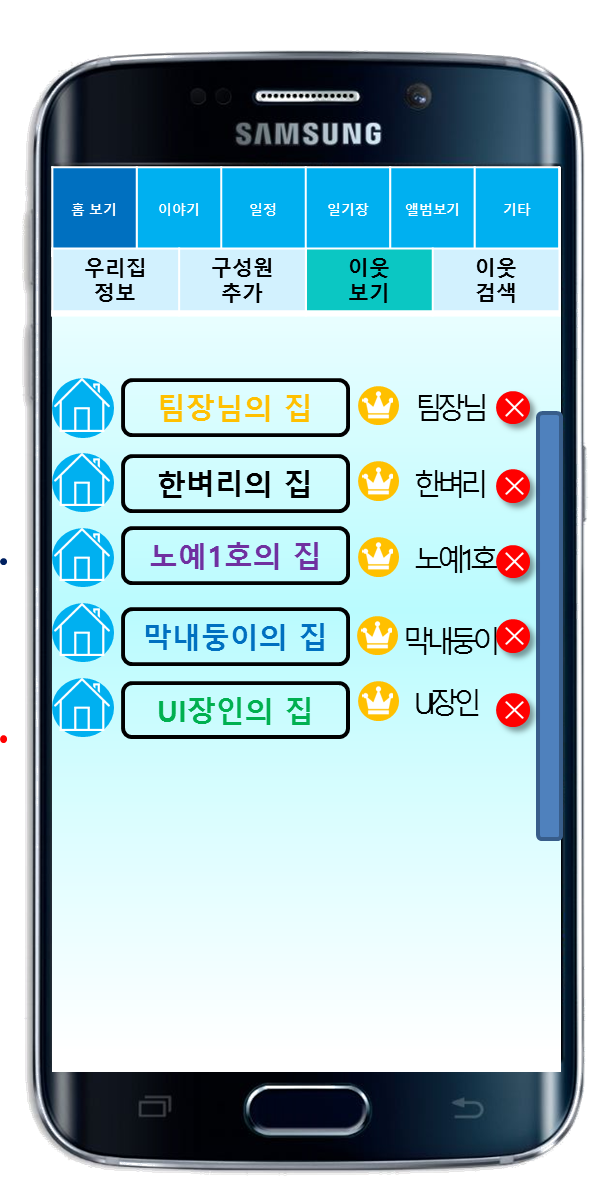 SAMSUNG
홈 보기 이야기 일정 일기장 앨범보기 기타
우리집 구성원 이웃 이웃
정보 추가 보기 검색
팀장님의 집 팀장님
한벼리의 집 한벼리
노예1호의 집 노예1호
막내둥이의 집 막내둥이
UI장인의 집 UI장인